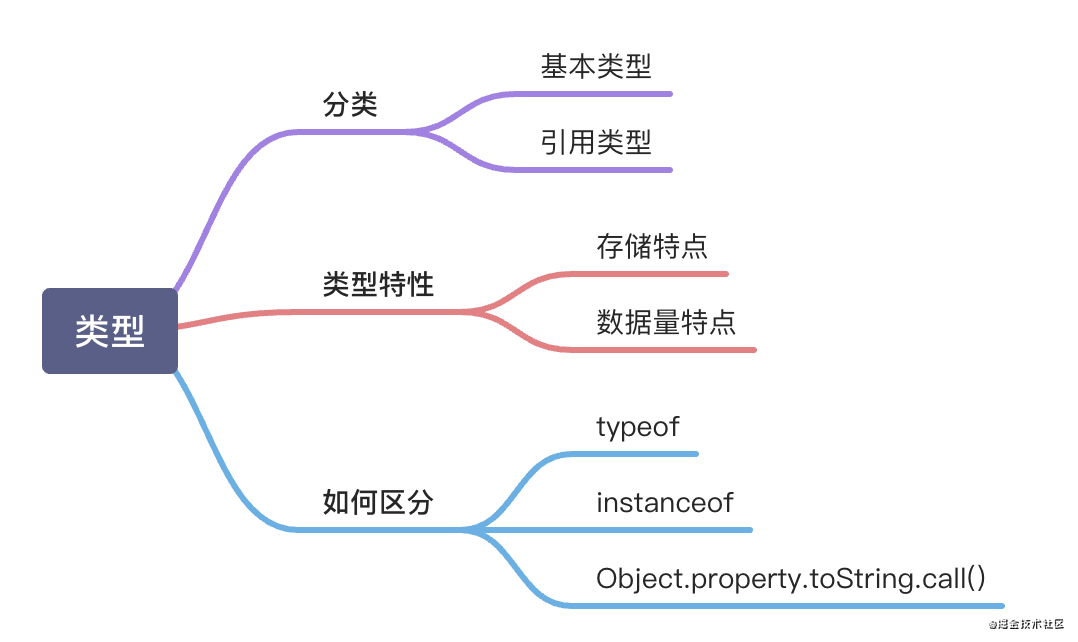 类型
分类
基本类型
引用类型
类型特性
存储特点
数据量特点
如何区分
typeof
instanceof
Object.property.toString.call()
@掘金技术社区